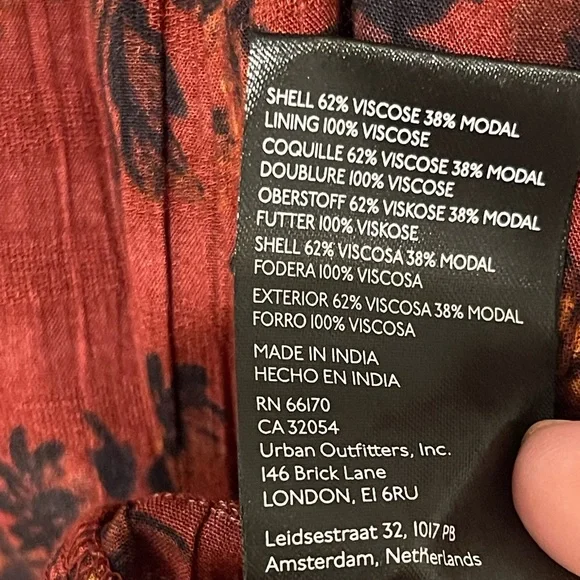 SHELL 62% VISCOSE 38% MODAL
LINING 100% VISCOSE
COQUILLE 62% VISCOSE 38% MODAL
DOUBLURE 100% VISCOSE
OBERSTOFF 62% VISKOSE 38% MODAL
FUTTER 100% VISKOSE
SHELL 62% VISCOSA 38% MODAL
FODERA 100% VISCOSA
EXTERIOR 62% VISCOSA 38% MODAL
FORRO 100% VISCOSA
MADE IN INDIA
HECHO EN INDIA
RN 66170
CA 32054
Urban Outfitters, Inc.
146 Brick Lane
LONDON, E1 6RU
Leidsestraat 32, 1017 PB
Amsterdam, Netherlands